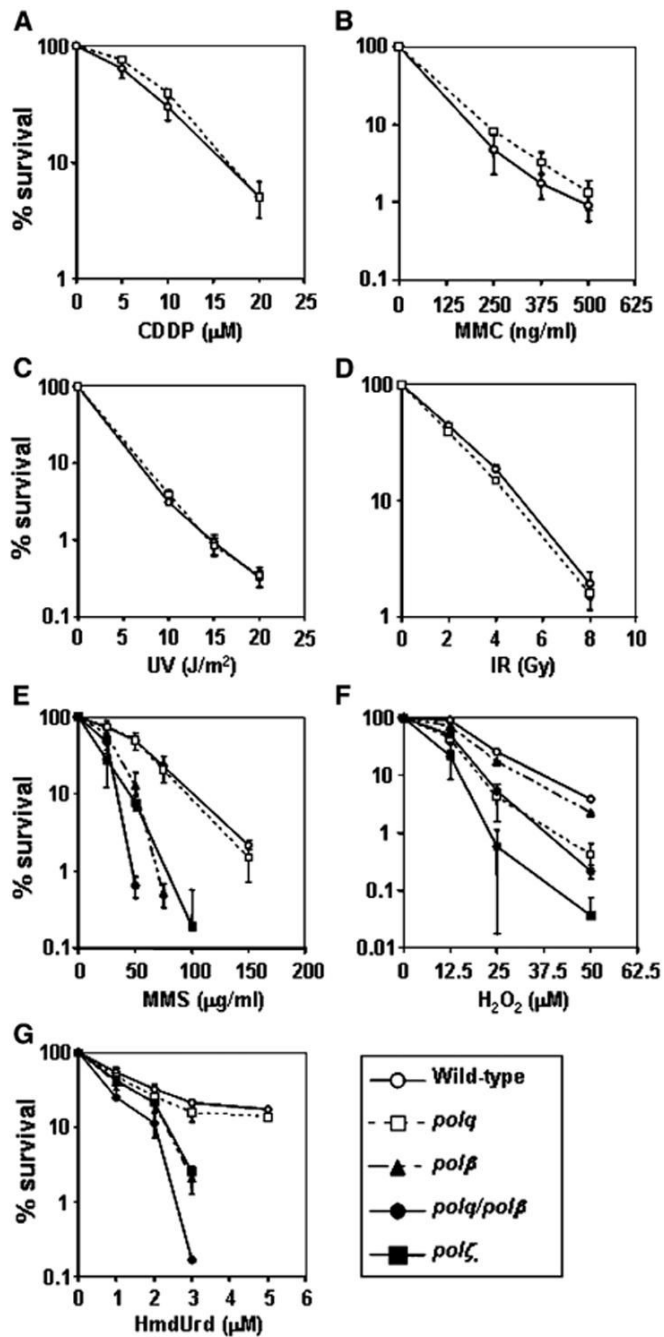 A
100
10
1
% survival
0 5 10 15 20 25
CDDP (µM)
B
100
10
1
0.1
0 125 250 375 500 625
MMC (ng/ml)
C
100
10
1
0.1
% survival
0 5 10 15 20 25
UV (J/m²)
D
100
10
1
0 2 4 6 8 10
IR (Gy)
E
100
10
1
0.1
% survival
0 50 100 150 200
MMS (µg/ml)
F
100
10
1
0.1
0.01
0 12.5 25 37.5 50 62.5
H₂O₂ (µM)
G
100
10
1
0.1
% survival
0 1 2 3 4 5 6
HmdUrd (µM)
Wild-type
polq
polβ
polq/polβ
polζ